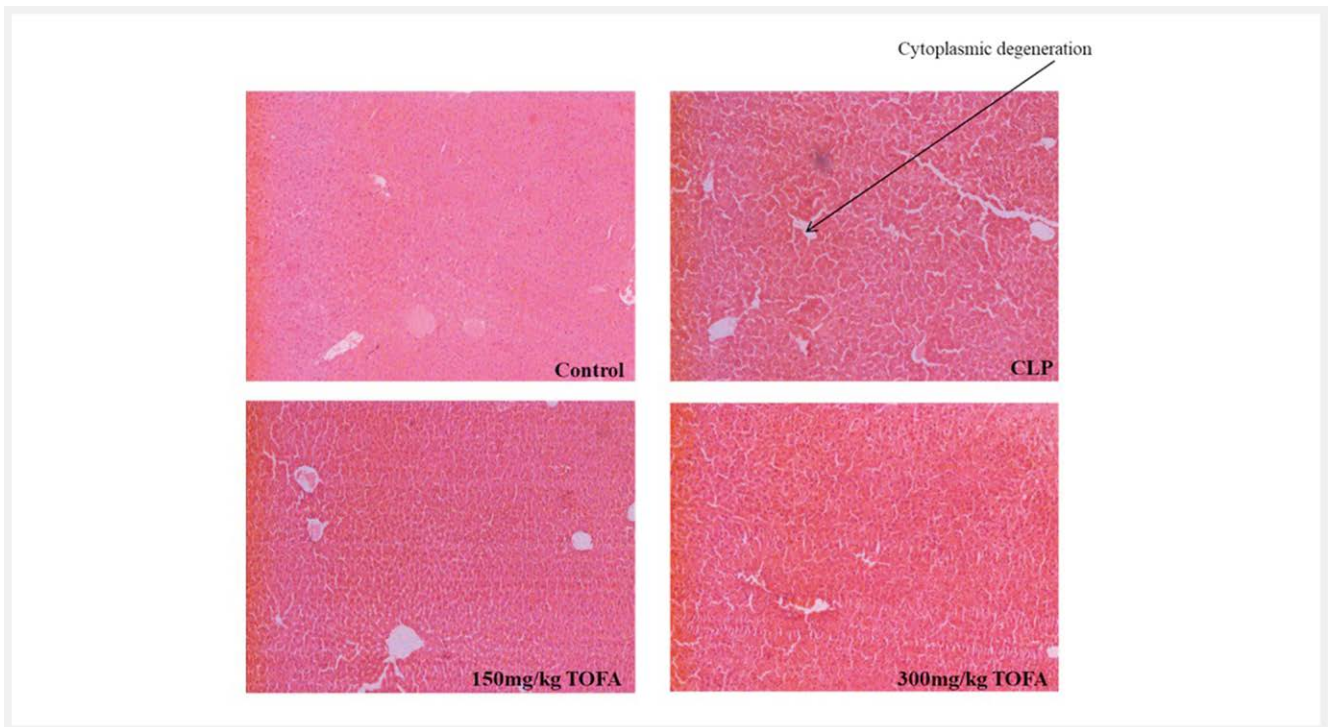 Cytoplasmic degeneration
Control
CLP
150mg/kg TOFA
300mg/kg TOFA